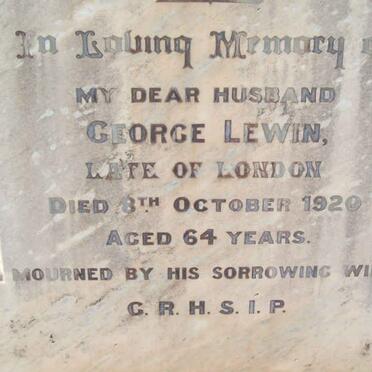 In Loving Memory o
MY DEAR HUSBAND
GEORGE LEWIN,
LATE OF LONDON
DIED 8TH OCTOBER 1920
AGED 64 YEARS.
MOURNED BY HIS SORROWING WI
G. R. H. S. I. P.